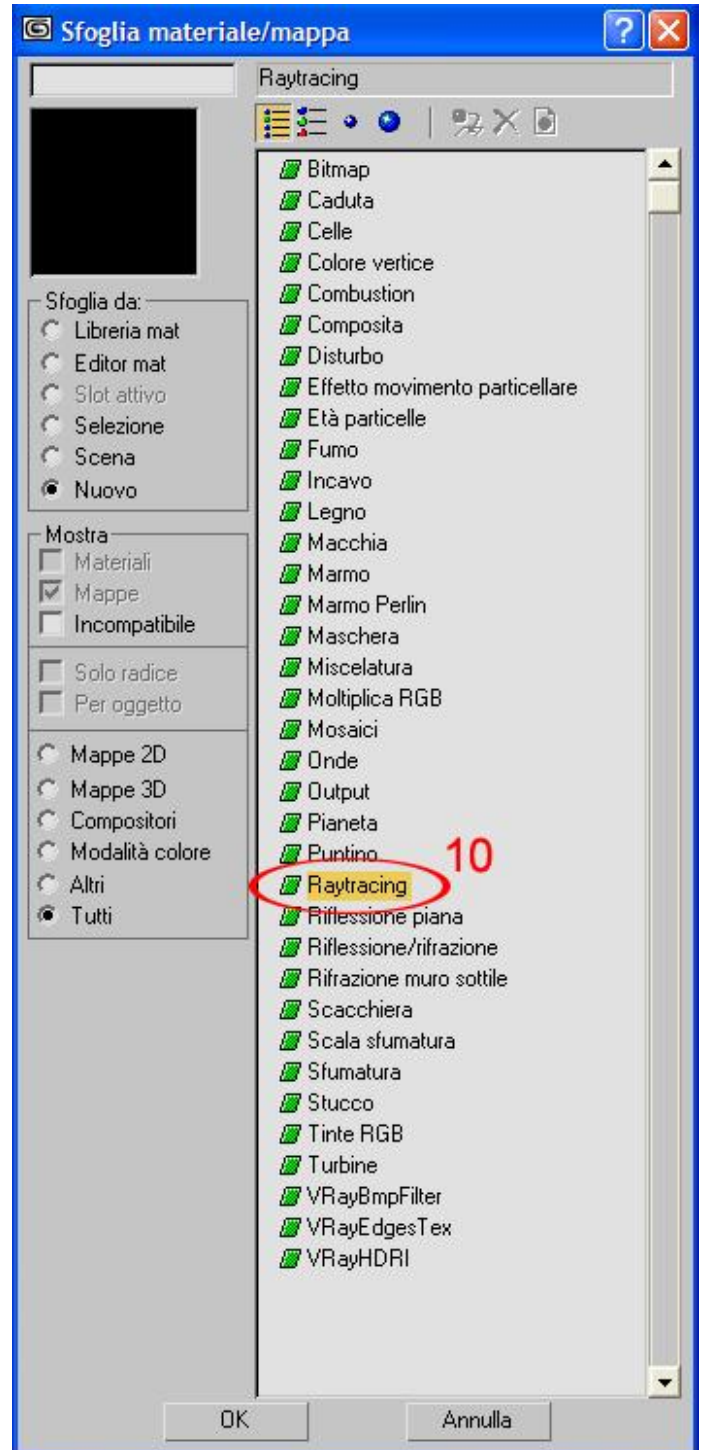 Sfoglia materiale/mappa
Raytracing
Sfoglia da:
Libreria mat
Editor mat
Slot attivo
Selezione
Scena
Nuovo
Mostra
Materiali
Mappe
Incompatibile
Solo radice
Per oggetto
Mappe 2D
Mappe 3D
Compositori
Modalità colore
Altri
Tutti
Bitmap
Caduta
Celle
Colore vertice
Combustion
Composita
Disturbo
Effetto movimento particellare
Età particelle
Fumo
Incavo
Legno
Macchia
Marmo
Marmo Perlin
Maschera
Miscelatura
Moltiplica RGB
Mosaici
Onde
Output
Pianeta
Puntino
10
Raytracing
Riflessione piana
Riflessione/rifrazione
Rifrazione muro sottile
Scacchiera
Scala sfumatura
Sfumatura
Stucco
Tinte RGB
Turbine
VRayBmpFilter
VRayEdgesTex
VRayHDRI
OK
Annulla